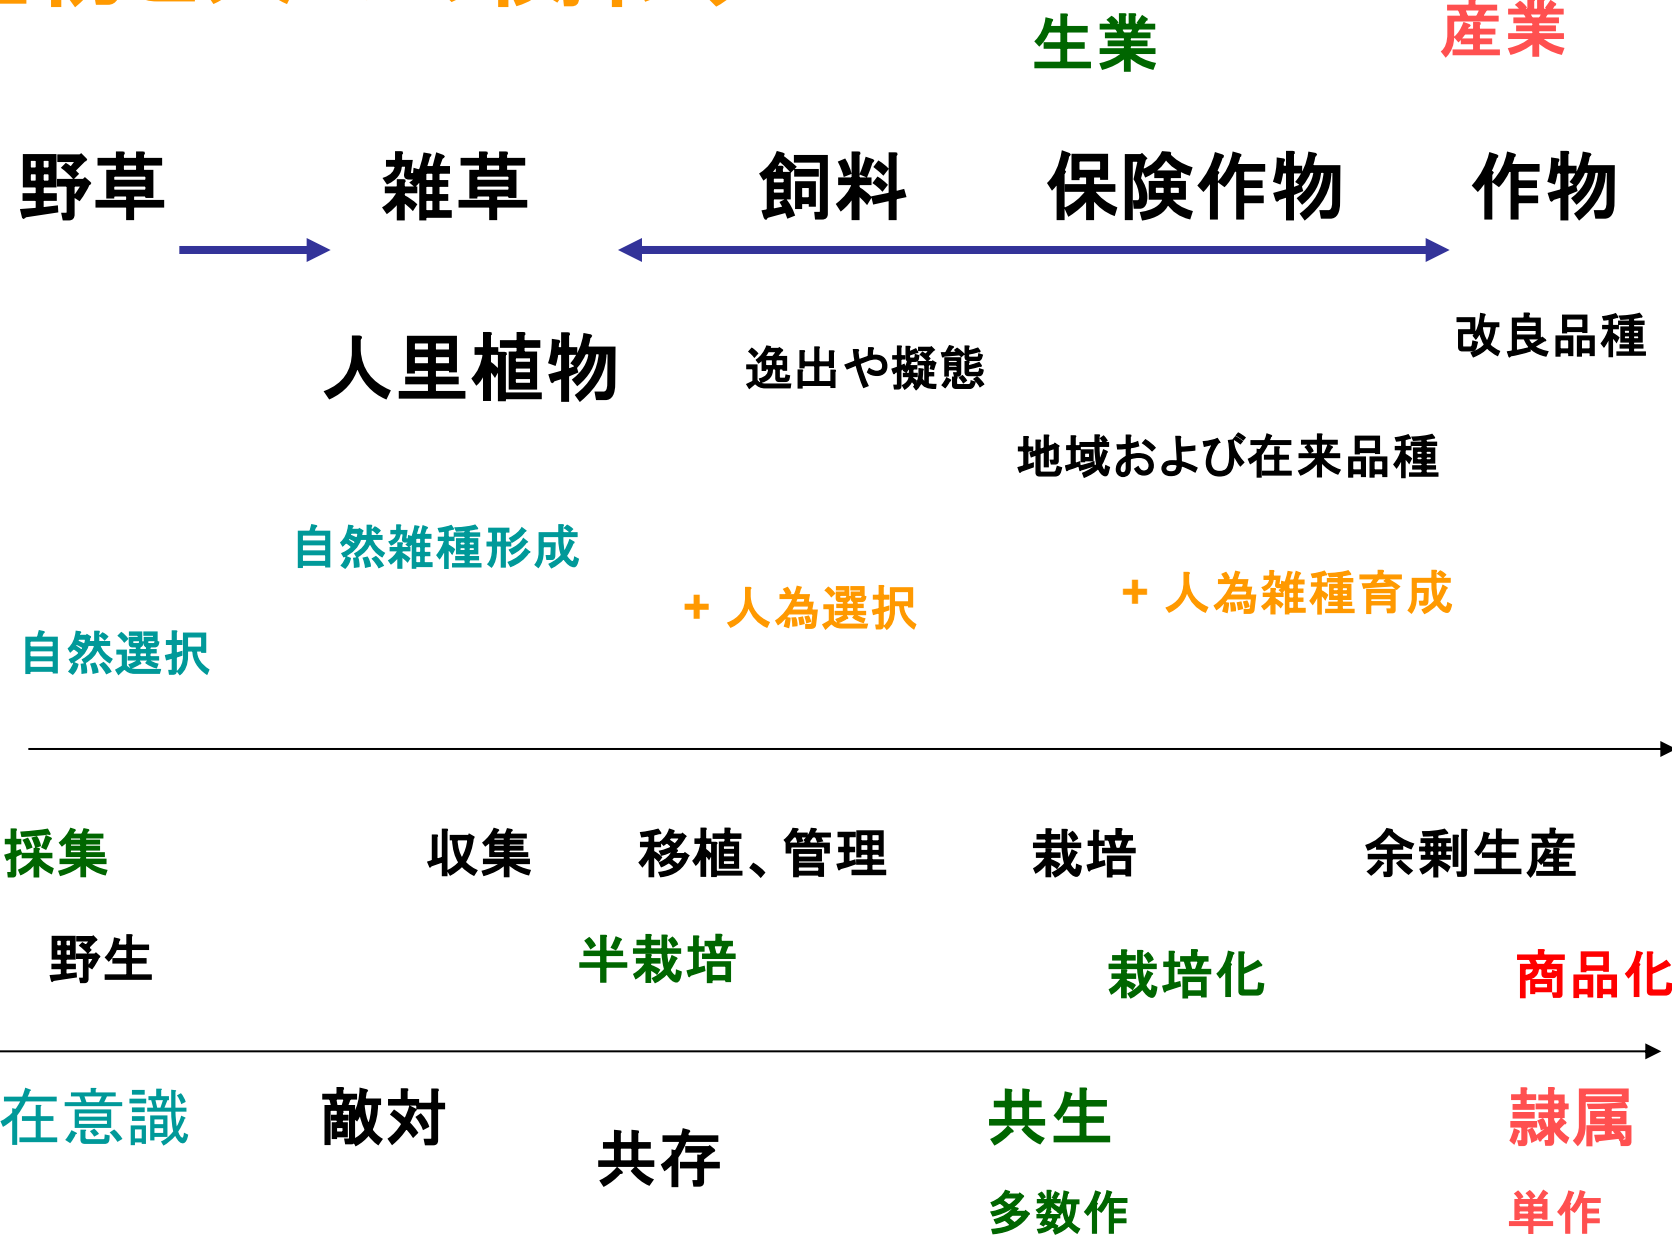 生業 産業
野草 雑草 飼料 保険作物 作物
改良品種
人里植物 逸出や擬態
地域および在来品種
自然雑種形成
+ 人為選択 + 人為雑種育成
自然選択
採集 収集 移植、管理 栽培 余剰生産
野生 半栽培 栽培化 商品化
在意識 敵対 共生 隷属
共存
多数作 単作